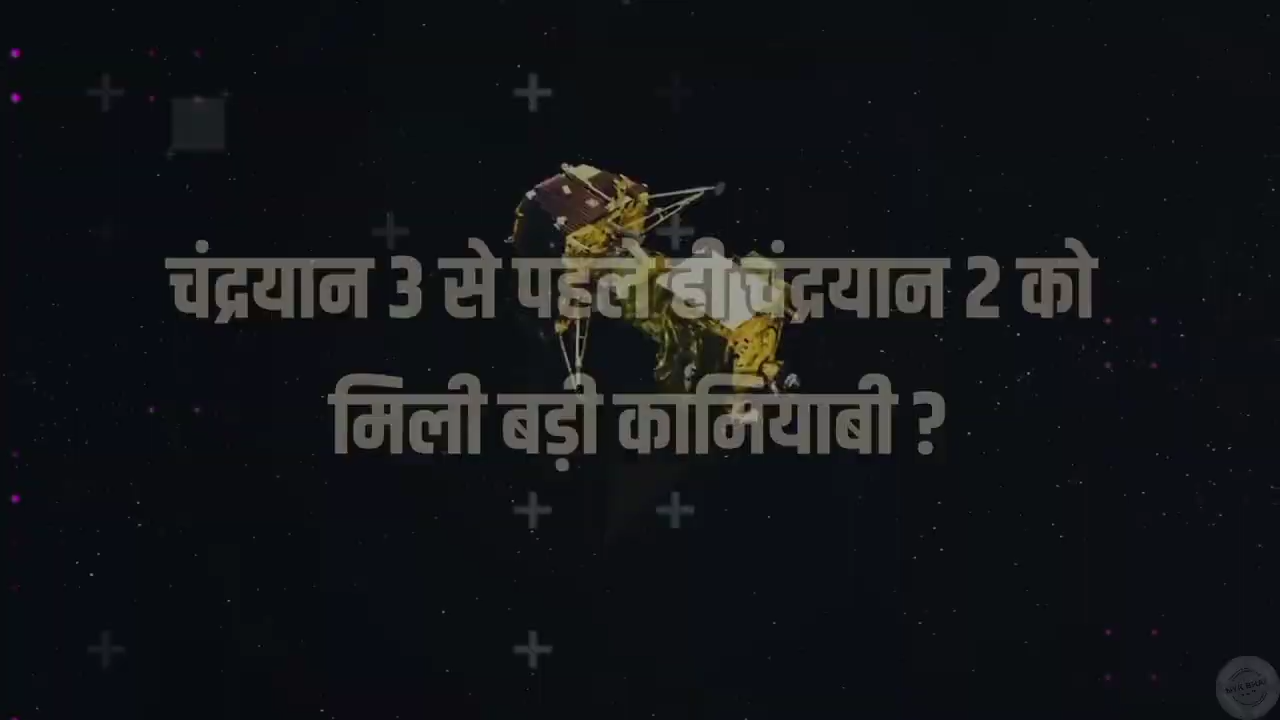 चंद्रयान 3 से पहले ही चंद्रयान 2 को
मिली बड़ी कामियाबी ?